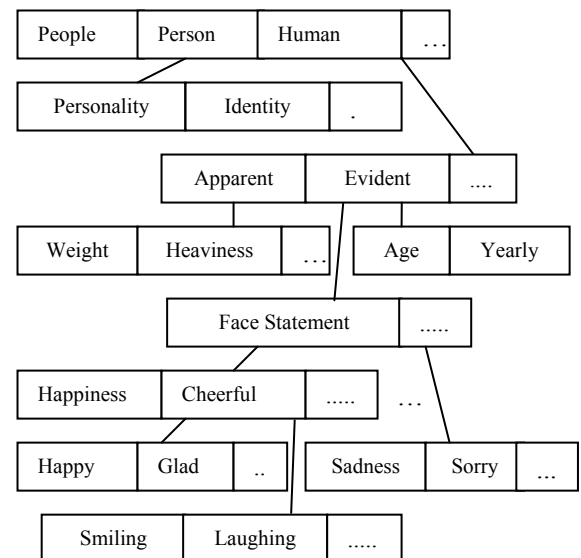 People Person Human ...
Personality Identity .
Apparent Evident ....
Weight Heaviness ... Age Yearly
Face Statement .....
Happiness Cheerful ..... ...
Happy Glad .. Sadness Sorry ...
Smiling Laughing .....